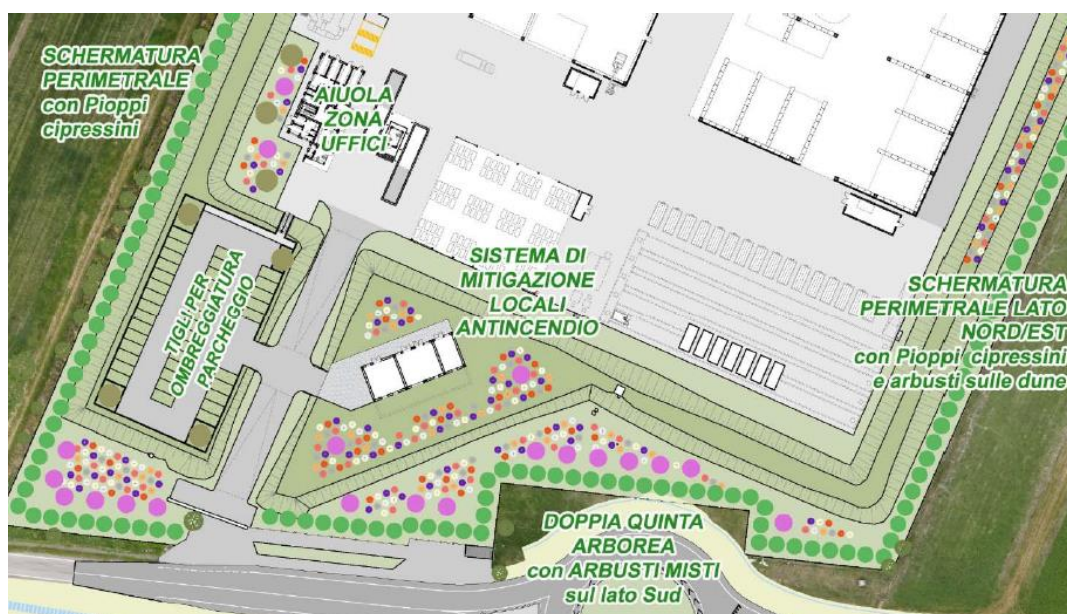 SCHERMATURA
PERIMETRALE
con Pioppi
cipressini
AIUOLA
ZONA
UFFICI
TIGLI PER
OMBREGGIATURA
PARCHEGGIO
SISTEMA DI
MITIGAZIONE
LOCALI
ANTINCENDIO
SCHERMATURA
PERIMETRALE LATO
NORD/EST
con Pioppi cipressini
e arbusti sulle dune
DOPPIA QUINTA
ARBOREA
con ARBUSTI MISTI
sul lato Sud